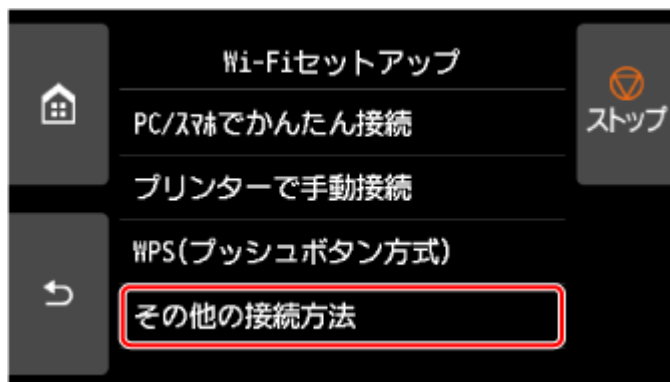 Wi-Fiセットアップ
ストップ
PC/ｽﾏﾎでかんたん接続
プリンターで手動接続
WPS(プッシュボタン方式)
その他の接続方法